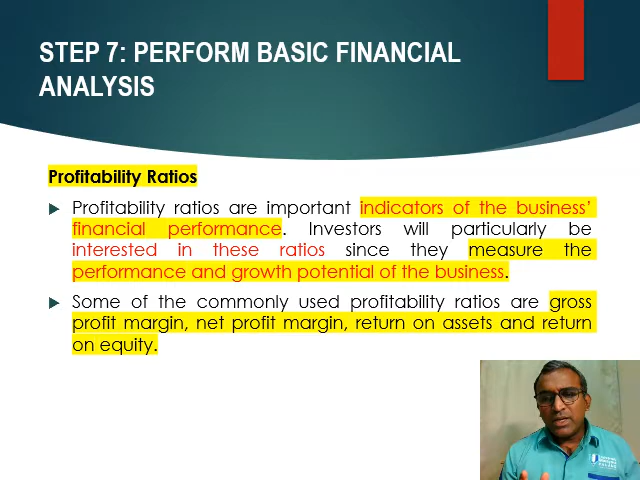 STEP 7: PERFORM BASIC FINANCIAL
ANALYSIS
Profitability Ratios
Profitability ratios are important indicators of the business'
financial performance. Investors will particularly be
interested in these ratios since they measure the
performance and growth potential of the business.
Some of the commonly used profitability ratios are gross
profit margin, net profit margin, return on assets and return
on equity.